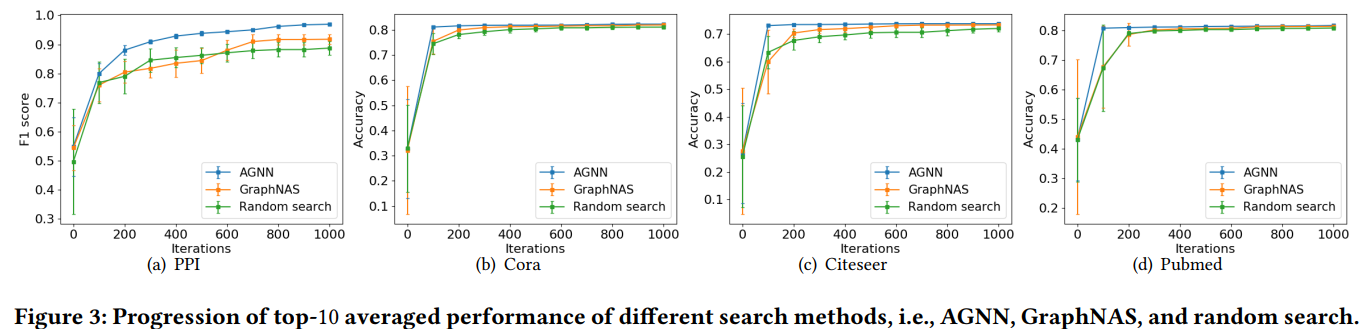 F1 score
1.0
0.9
0.8
0.7
0.6
0.5
0.4
0.3
AGNN
GraphNAS
Random search
0 200 400 600 800 1000
Iterations
(a) PPI
Accuracy
0.8
0.7
0.6
0.5
0.4
0.3
0.2
0.1
AGNN
GraphNAS
Random search
0 200 400 600 800 1000
Iterations
(b) Cora
Accuracy
0.7
0.6
0.5
0.4
0.3
0.2
0.1
AGNN
GraphNAS
Random search
0 200 400 600 800 1000
Iterations
(c) Citeseer
Accuracy
0.8
0.7
0.6
0.5
0.4
0.3
0.2
AGNN
GraphNAS
Random search
0 200 400 600 800 1000
Iterations
(d) Pubmed
Figure 3: Progression of top-10 averaged performance of different search methods, i.e., AGNN, GraphNAS, and random search.